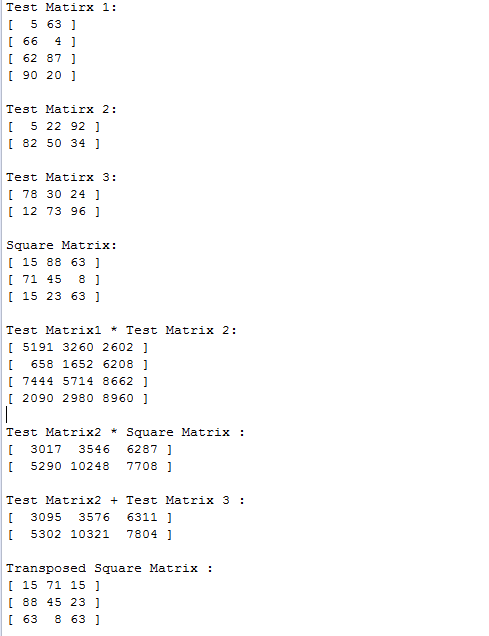 Test Matirx 1:
[  5 63 ]
[ 66  4 ]
[ 62 87 ]
[ 90 20 ]
Test Matirx 2:
[  5 22 92 ]
[ 82 50 34 ]
Test Matirx 3:
[ 78 30 24 ]
[ 12 73 96 ]
Square Matrix:
[ 15 88 63 ]
[ 71 45  8 ]
[ 15 23 63 ]
Test Matrix1 * Test Matrix 2:
[ 5191 3260 2602 ]
[  658 1652 6208 ]
[ 7444 5714 8662 ]
[ 2090 2980 8960 ]
Test Matrix2 * Square Matrix :
[  3017  3546  6287 ]
[  5290 10248  7708 ]
Test Matrix2 + Test Matrix 3 :
[  3095  3576  6311 ]
[  5302 10321  7804 ]
Transposed Square Matrix :
[ 15 71 15 ]
[ 88 45 23 ]
[ 63  8 63 ]